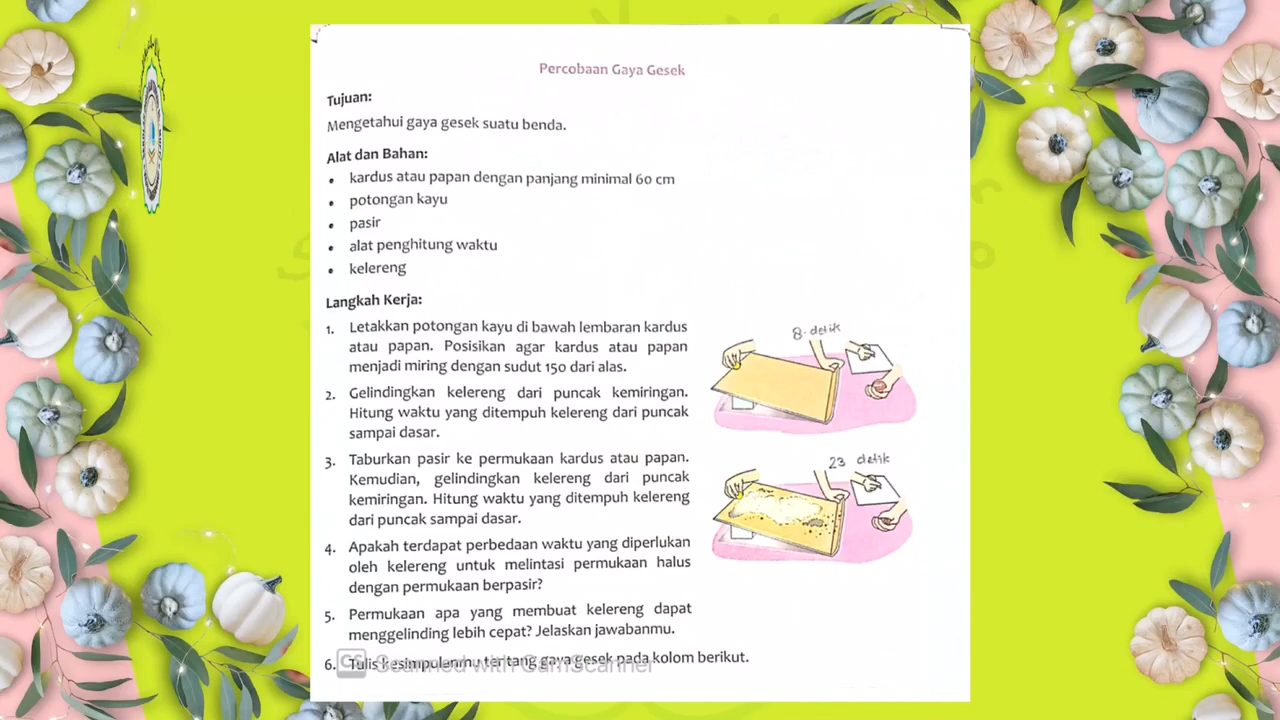 Percobaan Gaya Gesek
Tujuan:
Mengetahui gaya gesek suatu benda.
Alat dan Bahan:
• kardus atau papan dengan panjang minimal 60 cm
• potongan kayu
• pasir
• alat penghitung waktu
• kelereng
Langkah Kerja:
1. Letakkan potongan kayu di bawah lembaran kardus
atau papan. Posisikan agar kardus atau papan
menjadi miring dengan sudut 150 dari alas.
2. Gelindingkan kelereng dari puncak kemiringan.
Hitung waktu yang ditempuh kelereng dari puncak
sampai dasar.
3. Taburkan pasir ke permukaan kardus atau papan.
Kemudian, gelindingkan kelereng dari puncak
kemiringan. Hitung waktu yang ditempuh kelereng
dari puncak sampai dasar.
4. Apakah terdapat perbedaan waktu yang diperlukan
oleh kelereng untuk melintasi permukaan halus
dengan permukaan berpasir?
5. Permukaan apa yang membuat kelereng dapat
menggelinding lebih cepat? Jelaskan jawabanmu.
6. Tulis kesimpulanmu tentang gaya gesek pada kolom berikut.
CS Scanned with CamScanner
8. detik
23 detik